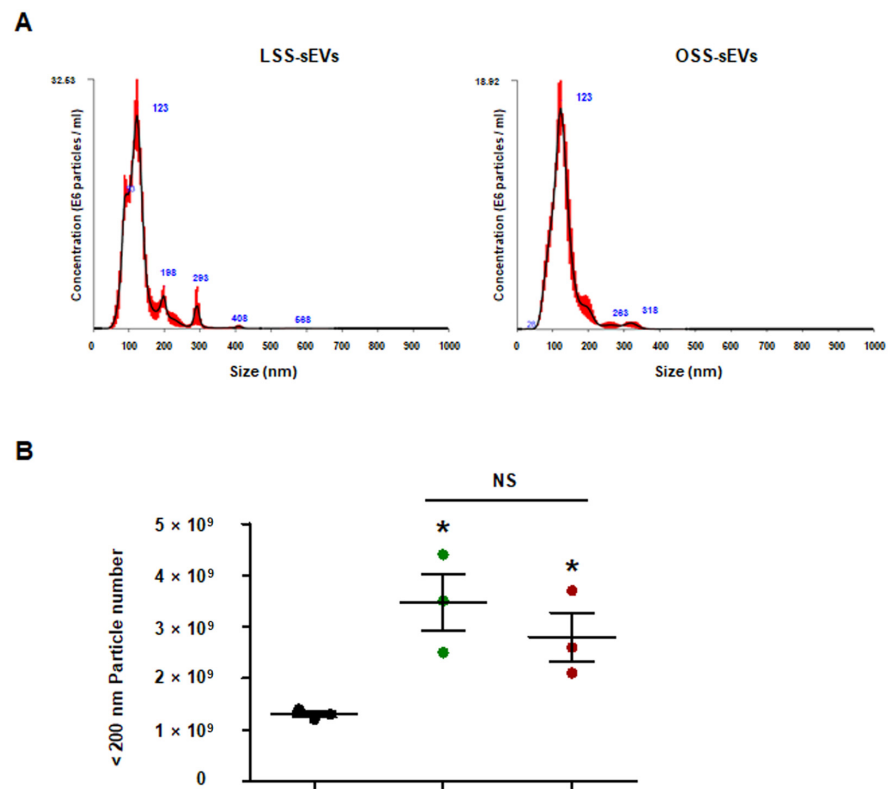 A
LSS-sEVs
OSS-sEVs
32.53
18.92
123
123
Concentration (E6 particles / ml)
Concentration (E6 particles / ml)
198
293
408
568
263
318
0 100 200 300 400 500 600 700 800 900 1000
0 100 200 300 400 500 600 700 800 900 1000
Size (nm)
Size (nm)
B
NS
*
*
< 200 nm Particle number
5 × 10⁹
4 × 10⁹
3 × 10⁹
2 × 10⁹
1 × 10⁹
0